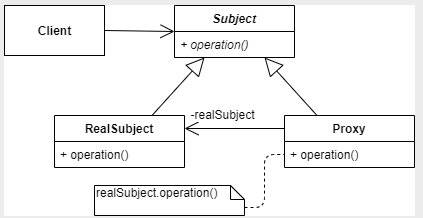 Client
Subject
+ operation()
-realSubject
RealSubject
Proxy
+ operation()
+ operation()
realSubject.operation()